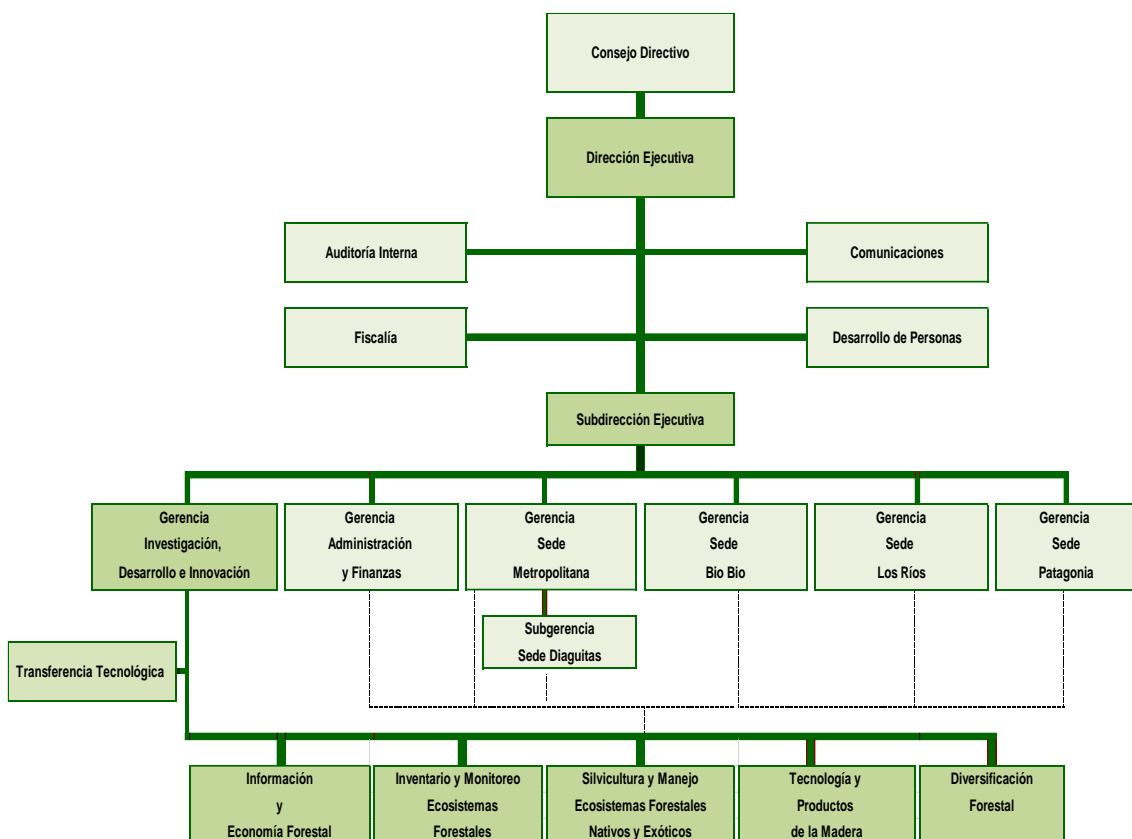 Consejo Directivo
Dirección Ejecutiva
Auditoría Interna
Comunicaciones
Fiscalía
Desarrollo de Personas
Subdirección Ejecutiva
Gerencia
Investigación,
Desarrollo e Innovación
Gerencia
Administración
y Finanzas
Gerencia
Sede
Metropolitana
Gerencia
Sede
Bio Bio
Gerencia
Sede
Los Ríos
Gerencia
Sede
Patagonia
Subgerencia
Sede Diaguitas
Transferencia Tecnológica
Información
y
Economía Forestal
Inventario y Monitoreo
Ecosistemas
Forestales
Silvicultura y Manejo
Ecosistemas Forestales
Nativos y Exóticos
Tecnología y
Productos
de la Madera
Diversificación
Forestal